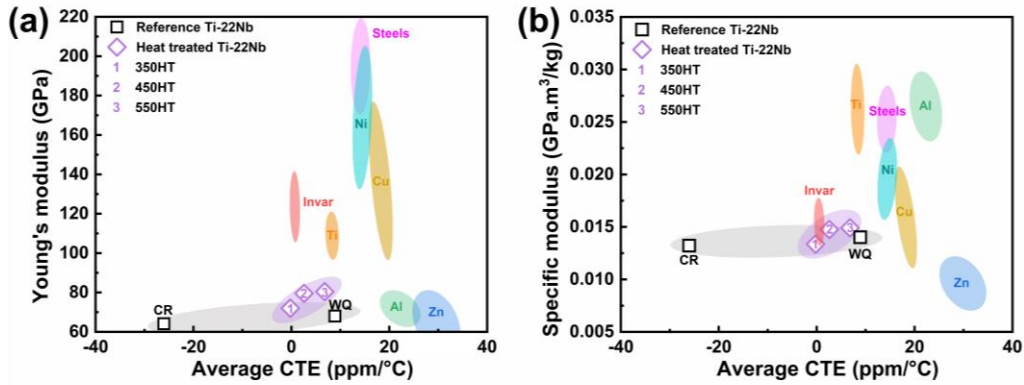 (a)
Reference Ti-22Nb
Heat treated Ti-22Nb
1 350HT
2 450HT
3 550HT
Steels
Ni
Cu
Invar
Ti
CR
1
2
3
WQ
Al
Zn
220
200
180
160
140
120
100
80
60
Young's modulus (GPa)
-40
-20
0
20
40
Average CTE (ppm/°C)
(b)
Reference Ti-22Nb
Heat treated Ti-22Nb
1 350HT
2 450HT
3 550HT
Ti
Steels
Al
Ni
Invar
Cu
CR
1
2
3
WQ
Zn
0.035
0.030
0.025
0.020
0.015
0.010
0.005
Specific modulus (GPa.m³/kg)
-40
-20
0
20
40
Average CTE (ppm/°C)